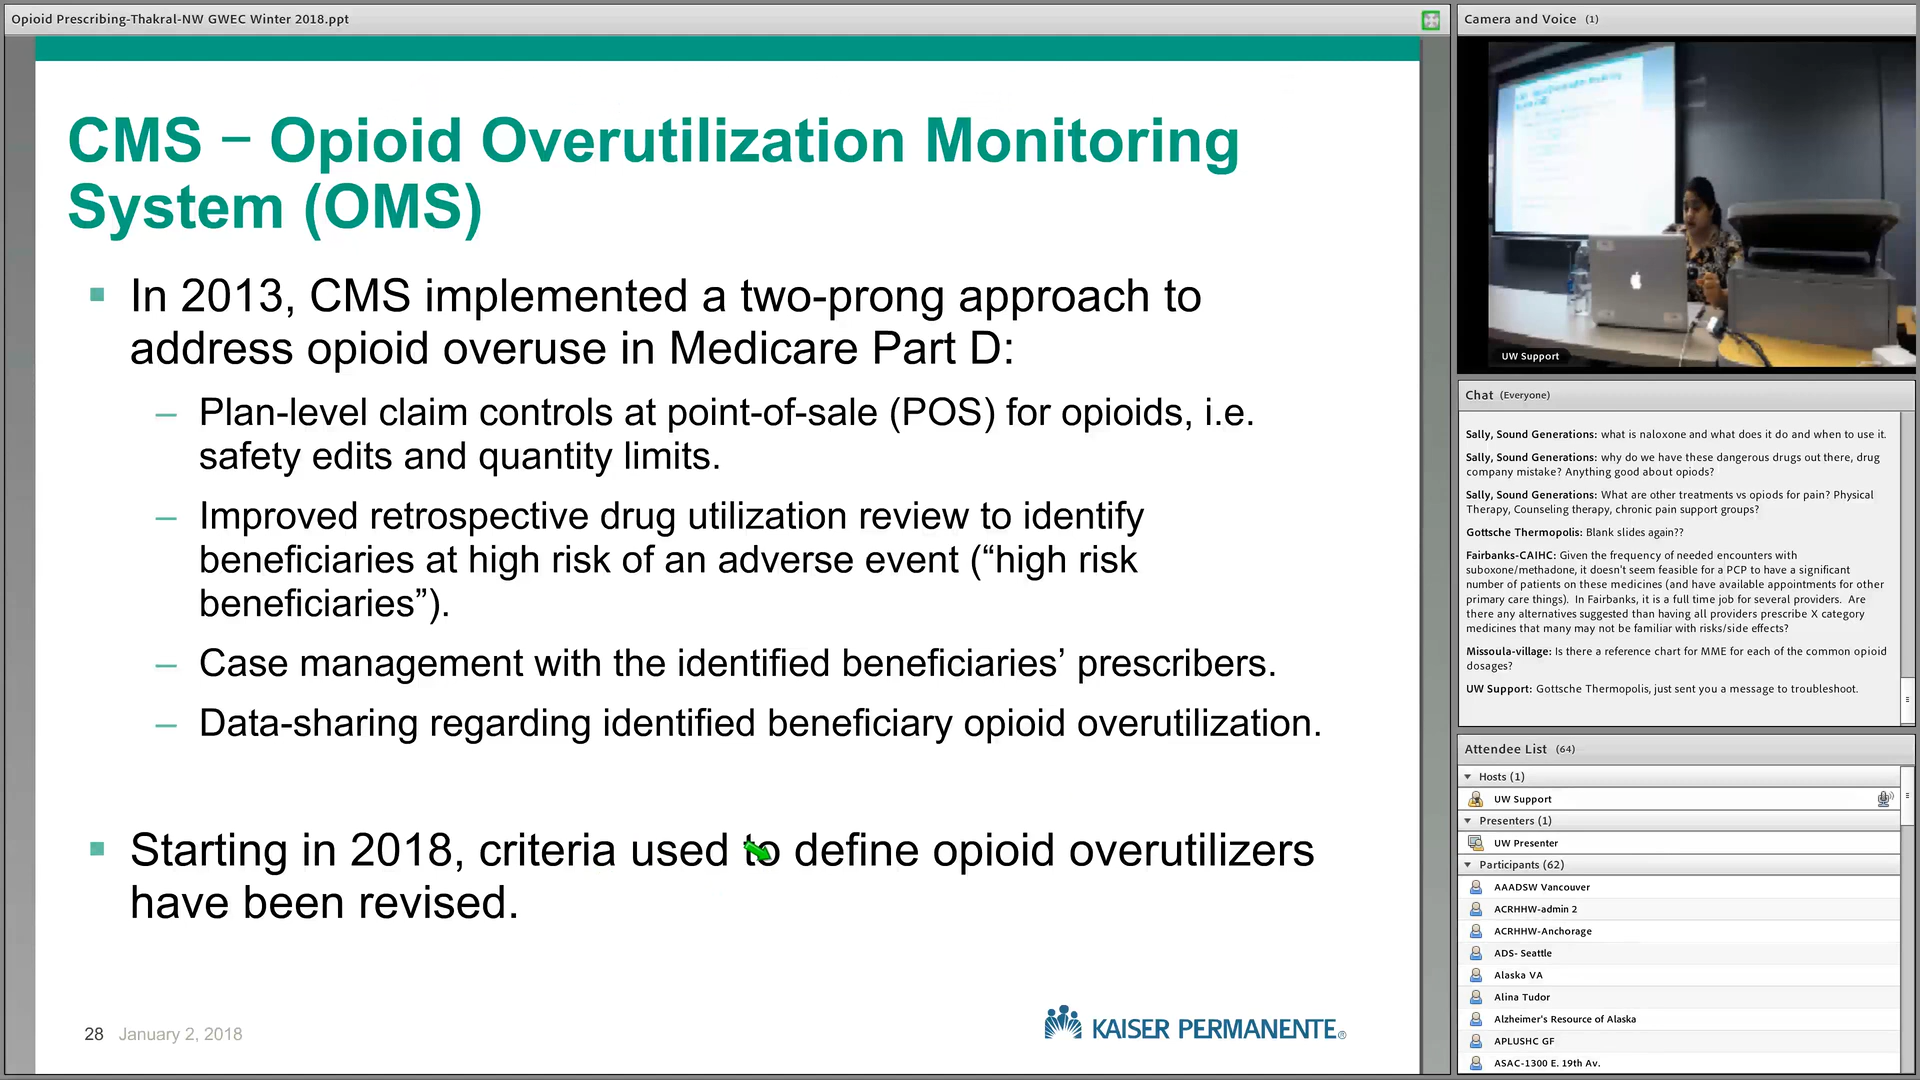 Opioid Prescribing-Thakral-NW GWEC Winter 2018.ppt
CMS – Opioid Overutilization Monitoring
System (OMS)
In 2013, CMS implemented a two-prong approach to
address opioid overuse in Medicare Part D:
– Plan-level claim controls at point-of-sale (POS) for opioids, i.e.
safety edits and quantity limits.
– Improved retrospective drug utilization review to identify
beneficiaries at high risk of an adverse event (“high risk
beneficiaries”).
– Case management with the identified beneficiaries’ prescribers.
– Data-sharing regarding identified beneficiary opioid overutilization.
Starting in 2018, criteria used to define opioid overutilizers
have been revised.
28 January 2, 2018
KAISER PERMANENTE®
Camera and Voice (1)
UW Support
Chat (Everyone)
Sally, Sound Generations: what is naloxone and what does it do and when to use it.
Sally, Sound Generations: why do we have these dangerous drugs out there, drug
company mistake? Anything good about opiods?
Sally, Sound Generations: What are other treatments vs opiods for pain? Physical
Therapy, Counseling therapy, chronic pain support groups?
Gottsche Thermopolis: Blank slides again??
Fairbanks-CAIHC: Given the frequency of needed encounters with
suboxone/methadone, it doesn't seem feasible for a PCP to have a significant
number of patients on these medicines (and have available appointments for other
primary care things). In Fairbanks, it is a full time job for several providers. Are
there any alternatives suggested than having all providers prescribe X category
medicines that many may not be familiar with risks/side effects?
Missoula-village: Is there a reference chart for MME for each of the common opioid
dosages?
UW Support: Gottsche Thermopolis, just sent you a message to troubleshoot.
Attendee List (64)
Hosts (1)
UW Support
Presenters (1)
UW Presenter
Participants (62)
AAADSW Vancouver
ACRHHW-admin 2
ACRHHW-Anchorage
ADS- Seattle
Alaska VA
Alina Tudor
Alzheimer's Resource of Alaska
APLUSHC GF
ASAC-1300 E. 19th Av.